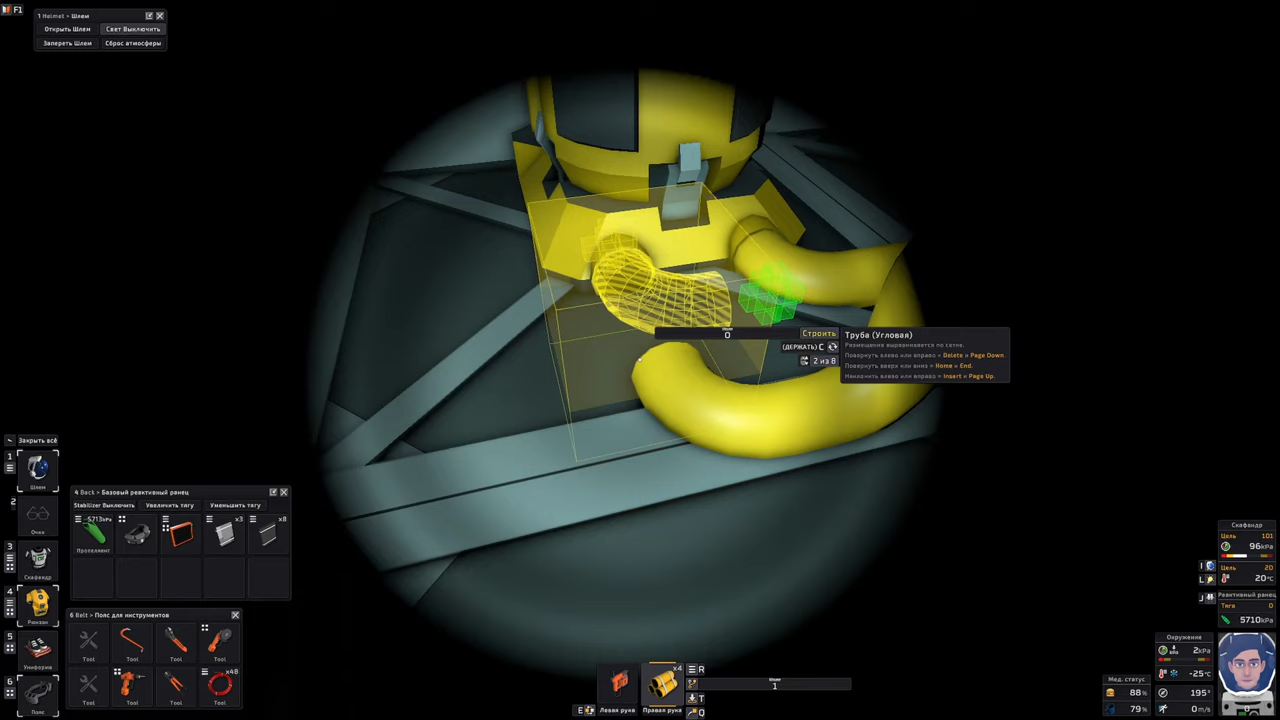 F1
1 Helmet > Шлем
Открыть Шлем
Свет Выключить
Запереть Шлем
Сброс атмосферы
0
Строить
(ДЕРЖАТЬ) C
2 из 8
Труба (Угловая)
Размещение выравнивается по сетке.
Повернуть влево или вправо = Delete и Page Down.
Повернуть вверх или вниз = Home и End.
Наклонить влево или вправо = Insert и Page Up.
Закрыть всё
1
Шлем
2
Очки
3
Скафандр
4
Рюкзак
5
Униформа
6
Пояс
4 Back > Базовый реактивный ранец
Stabilizer Выключить
Увеличить тягу
Уменьшить тягу
5713kPa
x3
x8
Пропеллент
6 Belt > Пояс для инструментов
Tool
Tool
Tool
Tool
x48
Tool
Tool
Tool
Tool
x4
R
1
T
E
Левая рука
Правая рука
Q
Скафандр
Цель 101
96kPa
Цель 20
20°C
I
L
J
Реактивный ранец
Тяга 0
5710kPa
Окружение
2kPa
-25°C
Мед. статус
88%
79%
195°
0m/s